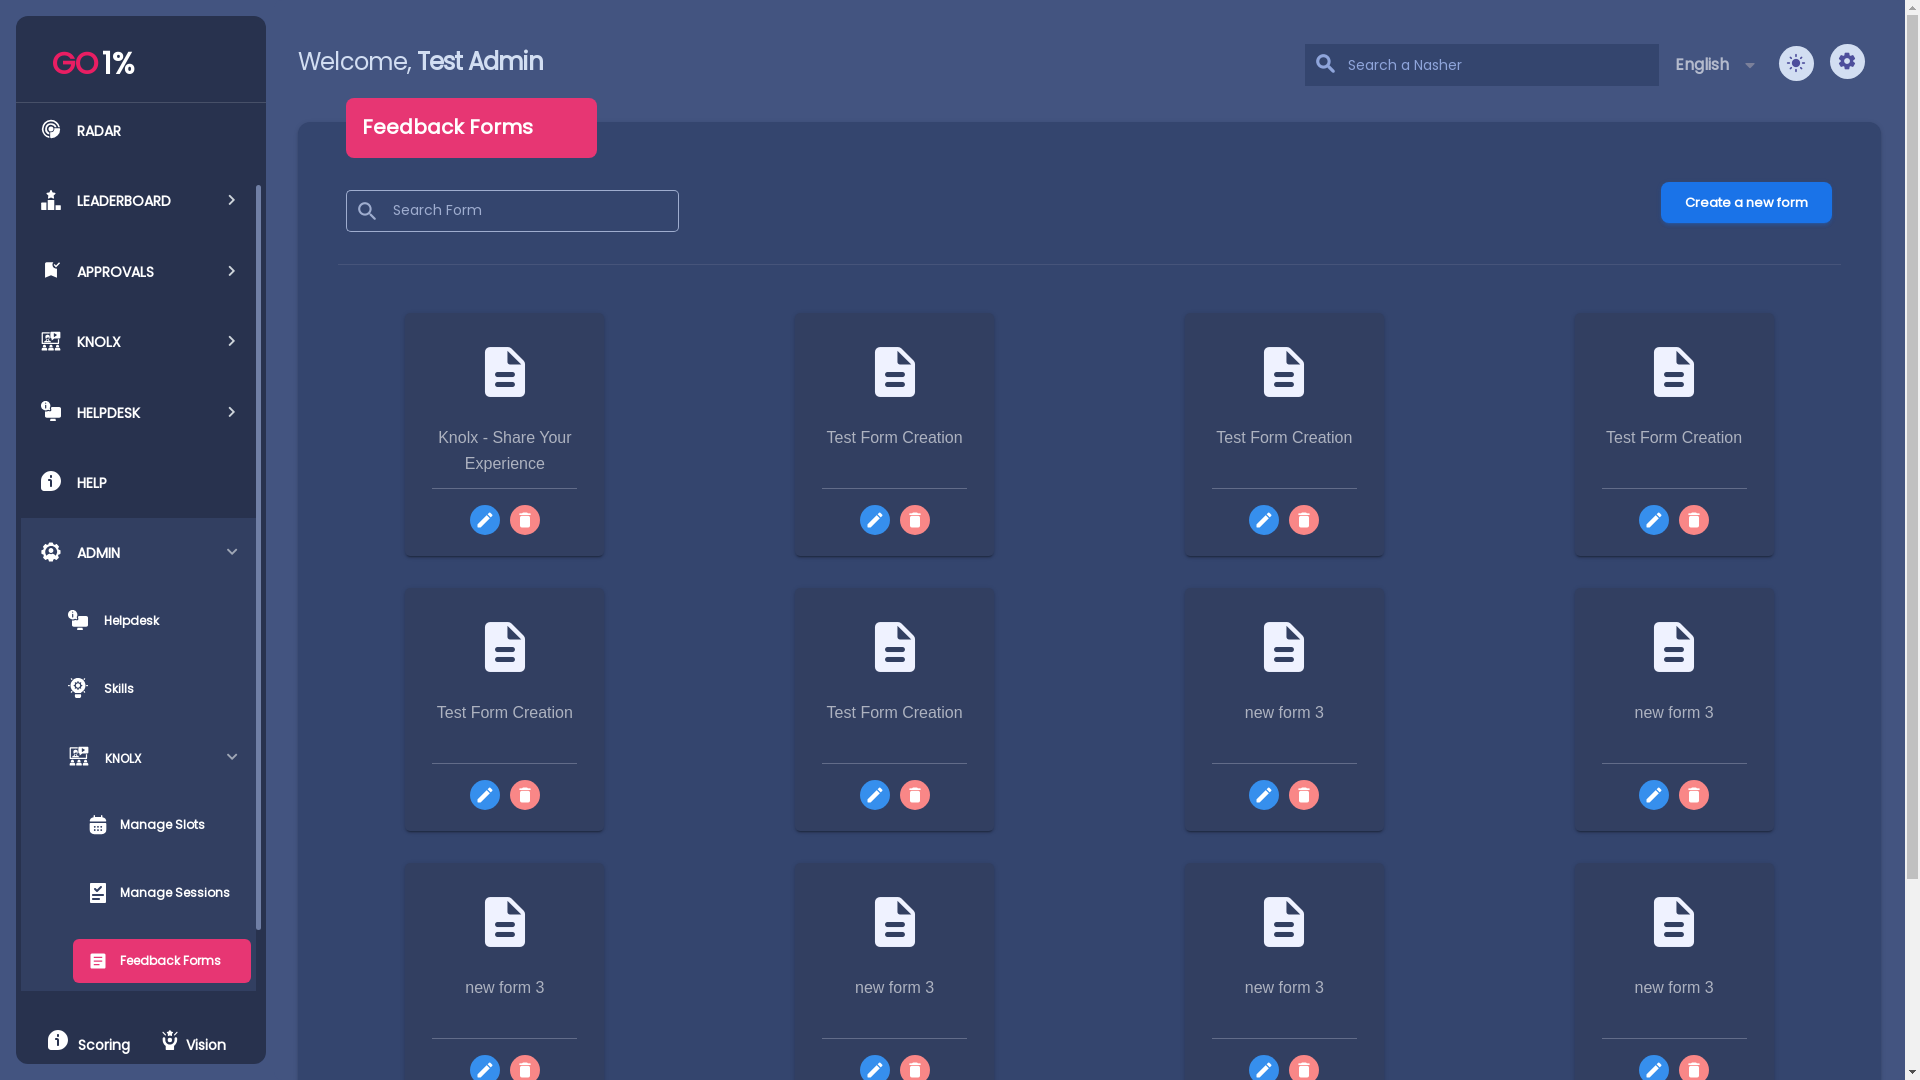 GO 1%
RADAR
LEADERBOARD
APPROVALS
KNOLX
HELPDESK
HELP
ADMIN
Helpdesk
Skills
KNOLX
Manage Slots
Manage Sessions
Feedback Forms
Scoring
Vision
Welcome, Test Admin
Search a Nasher
English
Feedback Forms
Search Form
Create a new form
Knolx - Share Your
Experience
Test Form Creation
Test Form Creation
Test Form Creation
Test Form Creation
Test Form Creation
new form 3
new form 3
new form 3
new form 3
new form 3
new form 3